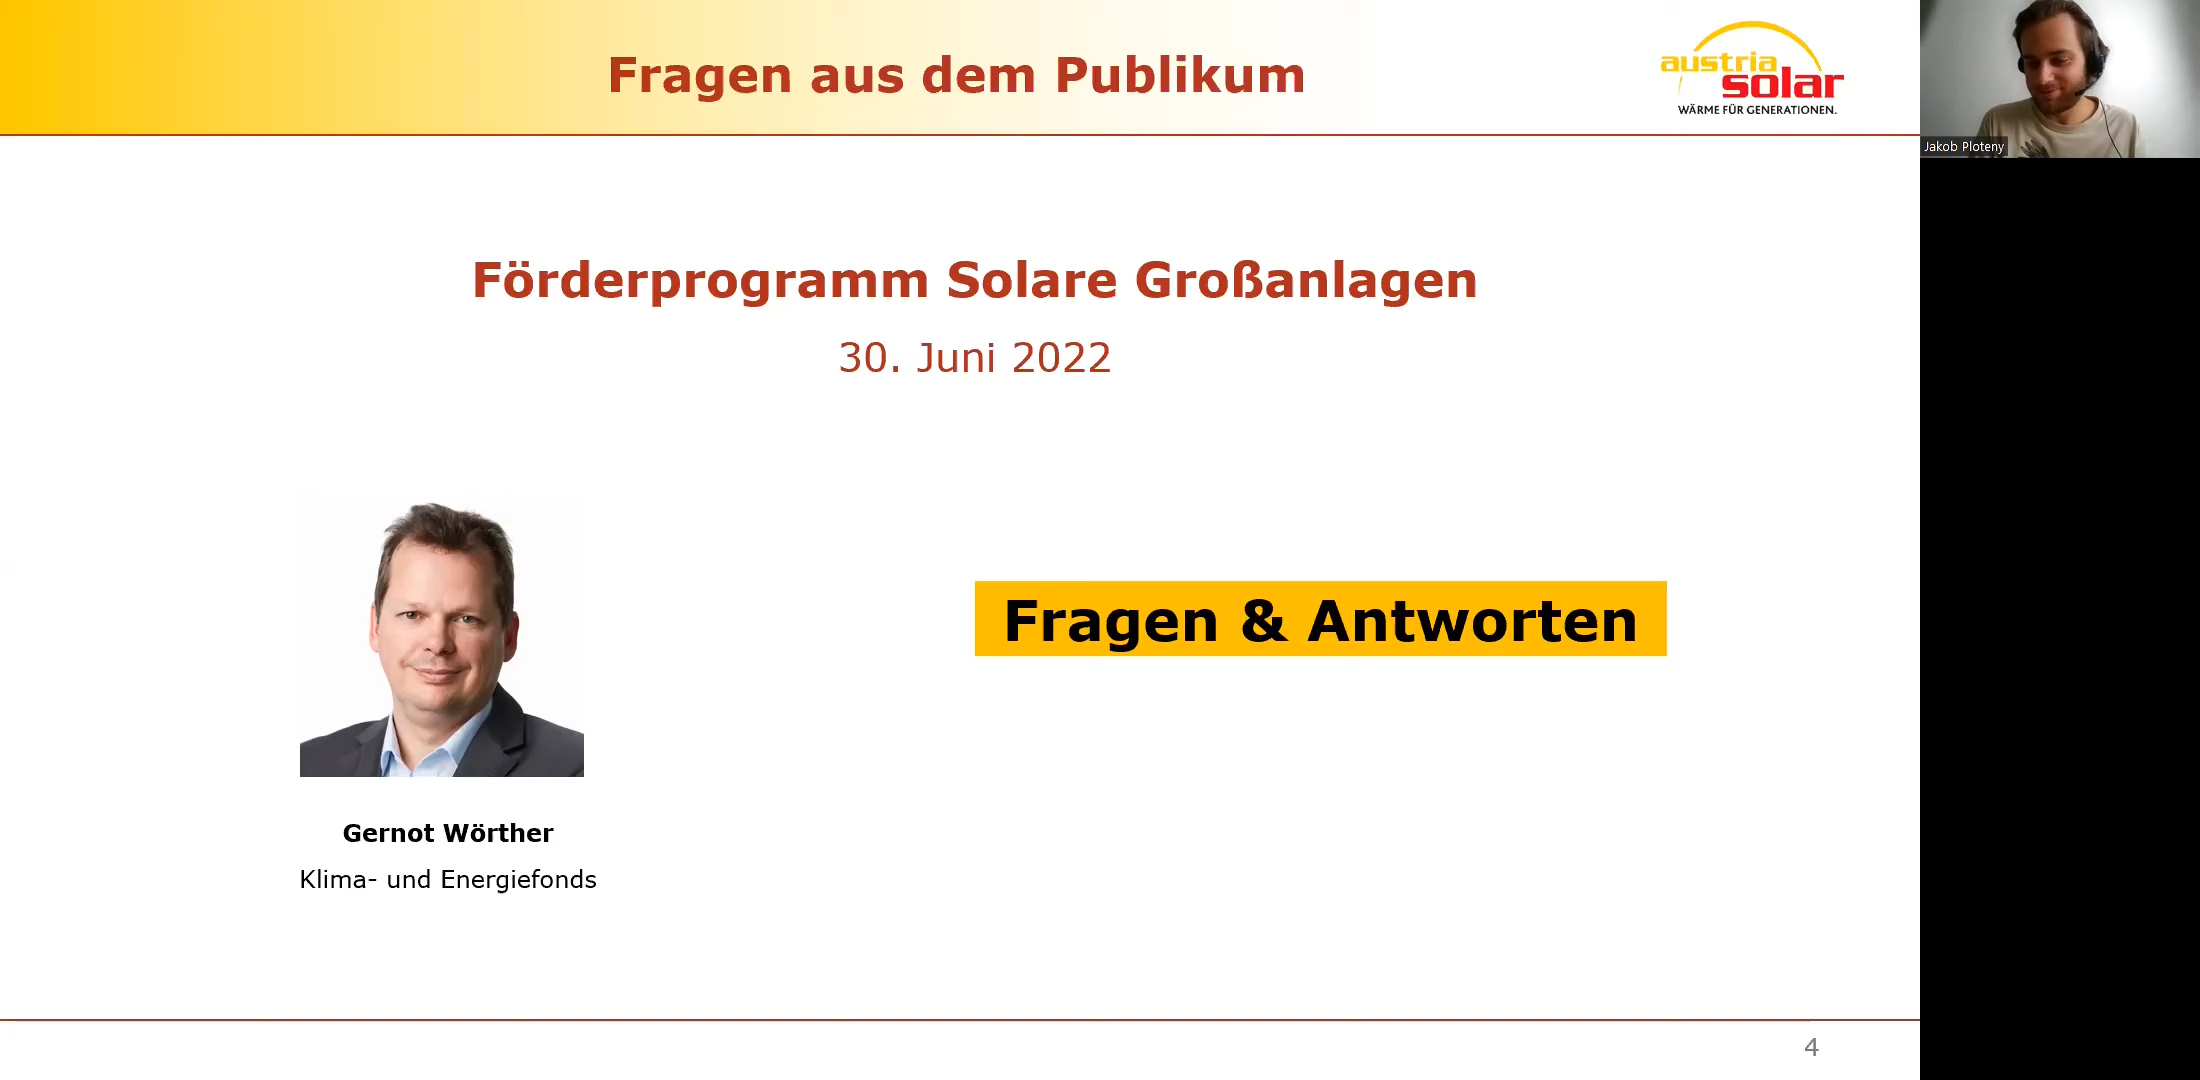 Fragen aus dem Publikum
austria
solar
WÄRME FÜR GENERATIONEN.
Jakob Ploteny
Förderprogramm Solare Großanlagen
30. Juni 2022
Fragen & Antworten
Gernot Wörther
Klima- und Energiefonds
4